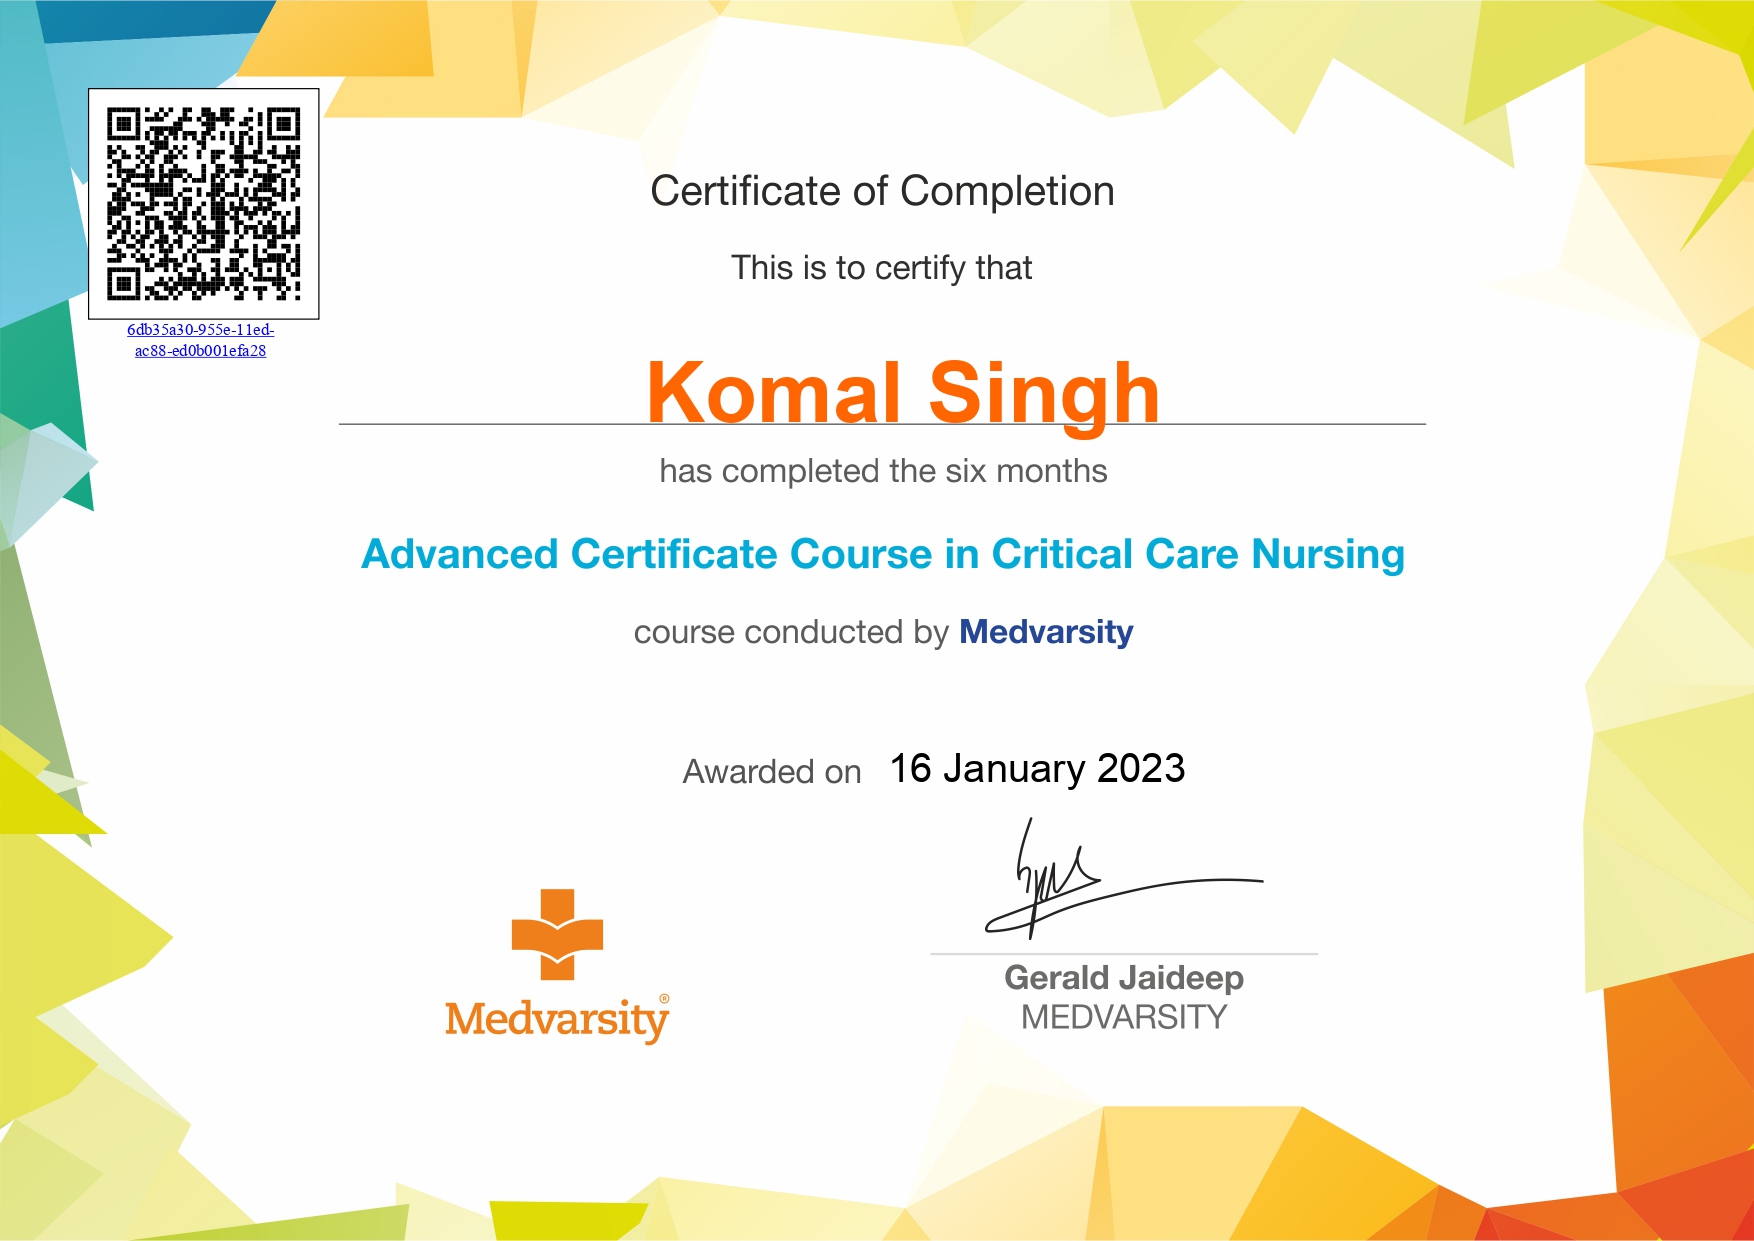 6db35a30-955e-11ed-
ac88-ed0b001efa28
Certificate of Completion
This is to certify that
Komal Singh
has completed the six months
Advanced Certificate Course in Critical Care Nursing
course conducted by Medvarsity
Awarded on 16 January 2023
Medvarsity®
Gerald Jaideep
MEDVARSITY